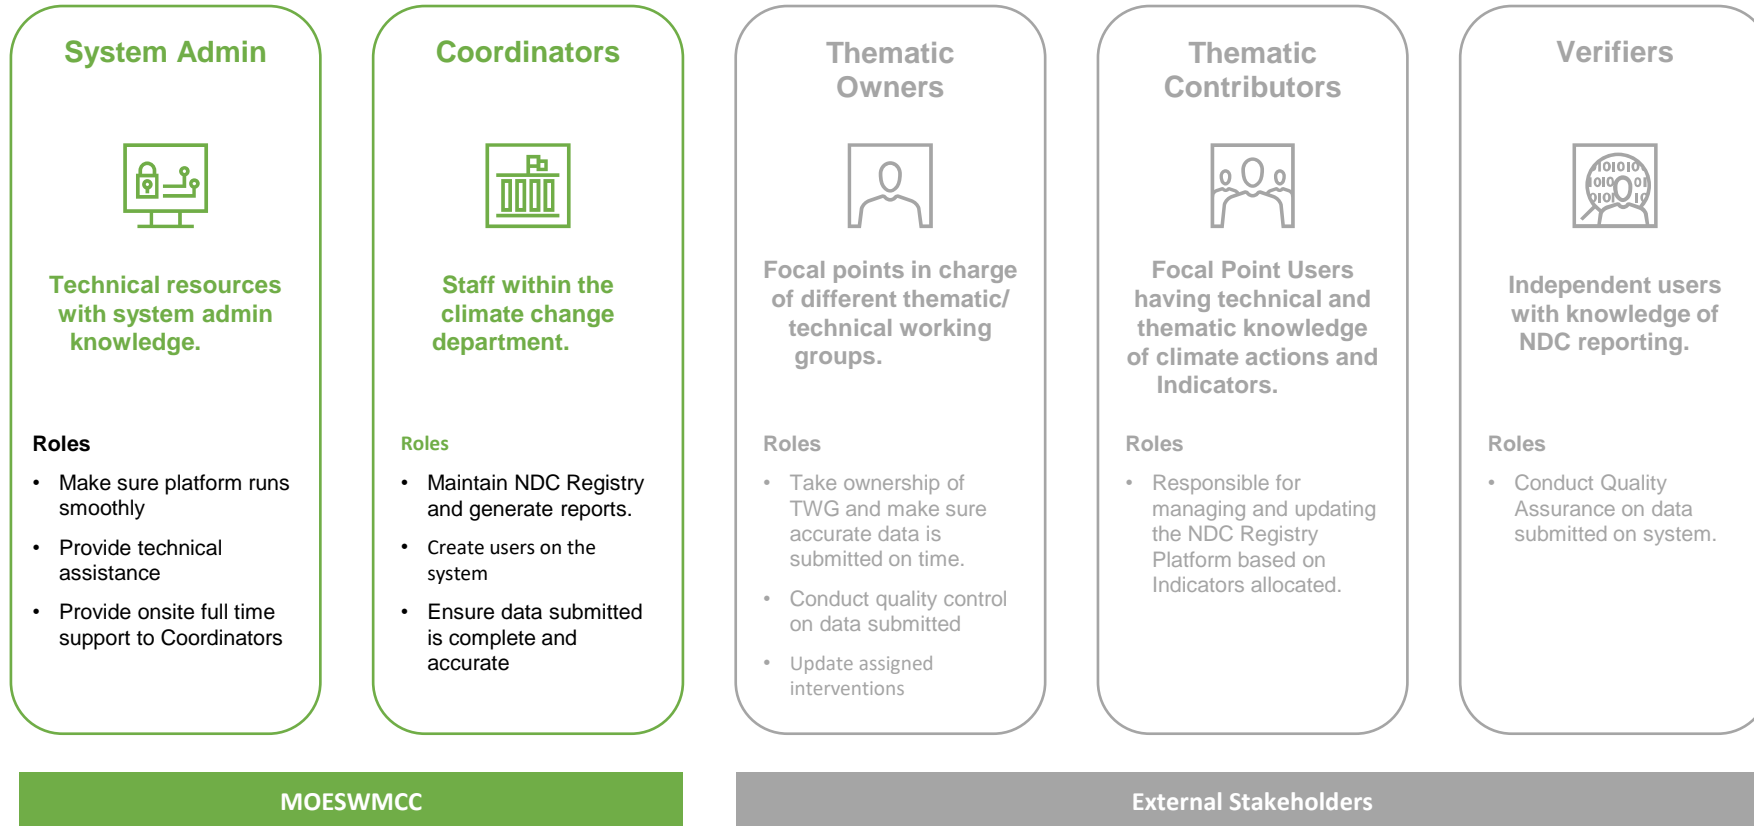 System Admin
Technical resources
with system admin
knowledge.
Roles
• Make sure platform runs
smoothly
• Provide technical
assistance
• Provide onsite full time
support to Coordinators
Coordinators
Staff within the
climate change
department.
Roles
• Maintain NDC Registry
and generate reports.
• Create users on the
system
• Ensure data submitted
is complete and
accurate
Thematic
Owners
Focal points in charge
of different thematic/
technical working
groups.
Roles
• Take ownership of
TWG and make sure
accurate data is
submitted on time.
• Conduct quality control
on data submitted
• Update assigned
interventions
Thematic
Contributors
Focal Point Users
having technical and
thematic knowledge
of climate actions and
Indicators.
Roles
• Responsible for
managing and updating
the NDC Registry
Platform based on
Indicators allocated.
Verifiers
Independent users
with knowledge of
NDC reporting.
Roles
• Conduct Quality
Assurance on data
submitted on system.
MOESWMCC
External Stakeholders